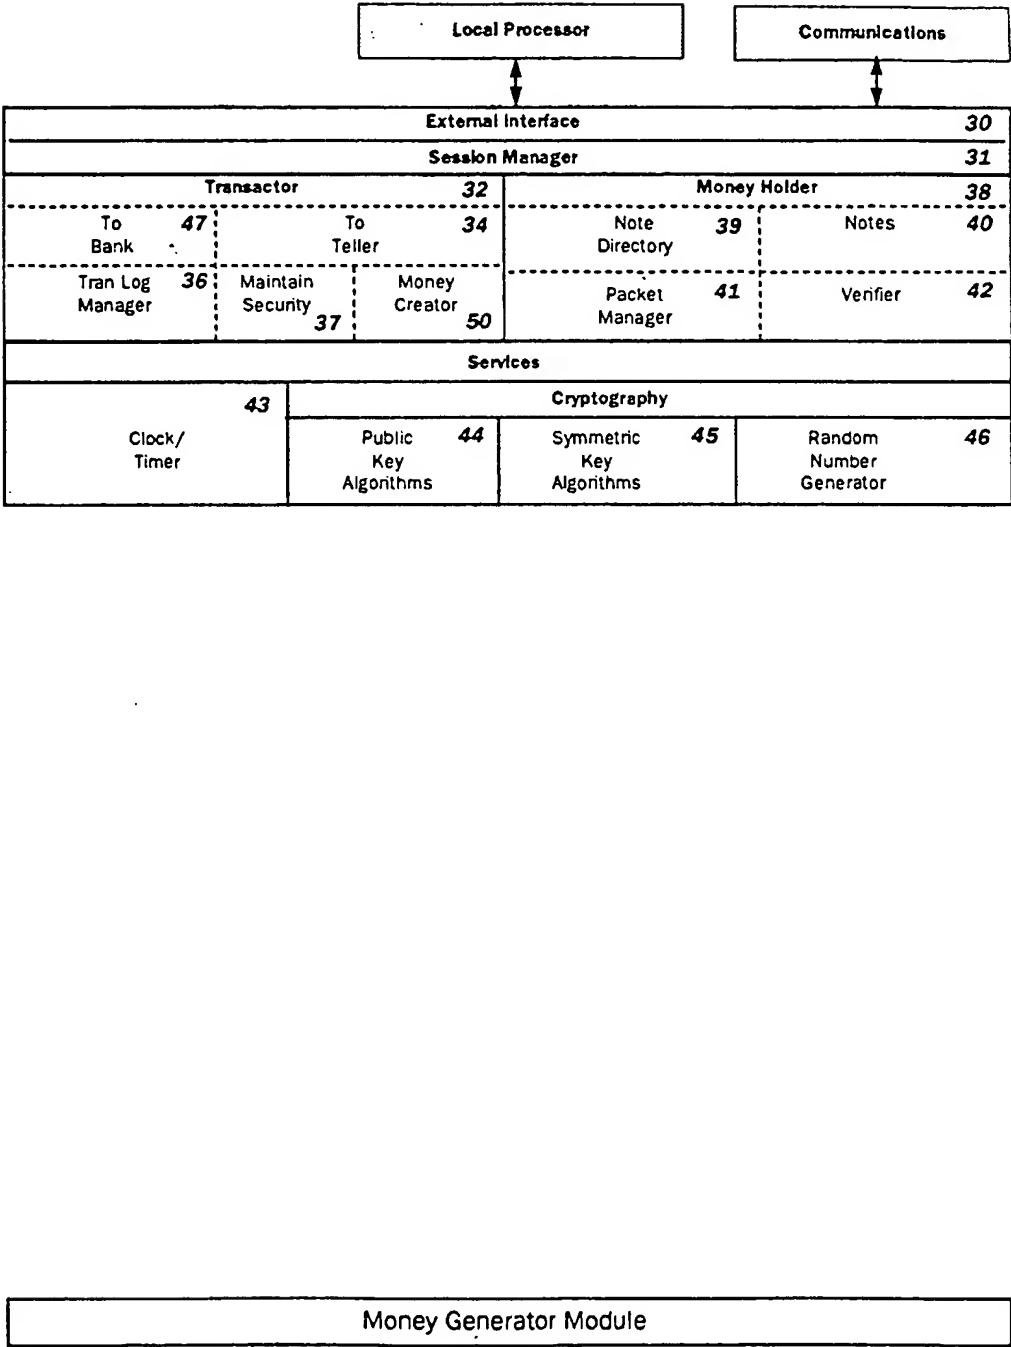 Local Processor
Communications
External Interface 30
Session Manager 31
Transactor 32
Money Holder 38
To Bank 47
To Teller 34
Note Directory 39
Notes 40
Tran Log Manager 36
Maintain Security 37
Money Creator 50
Packet Manager 41
Verifier 42
Services
43
Clock/
Timer
Cryptography
Public 44
Key
Algorithms
Symmetric 45
Key
Algorithms
Random 46
Number
Generator
Money Generator Module